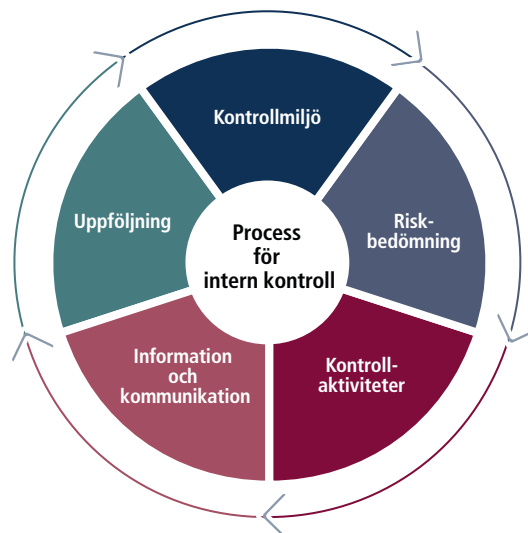 Kontrollmiljö
Risk-
bedömning
Kontroll-
aktiviteter
Information
och
kommunikation
Uppföljning
Process
för
intern kontroll